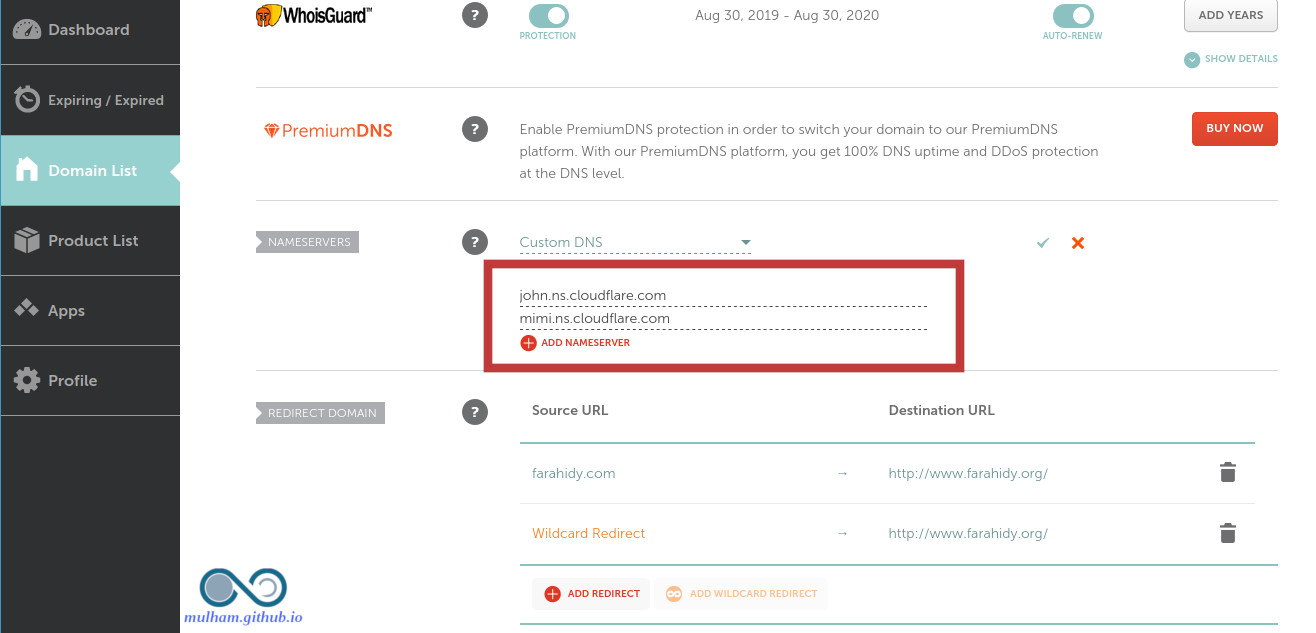 Dashboard
Expiring / Expired
Domain List
Product List
Apps
Profile
WhoisGuard™
?
PROTECTION
Aug 30, 2019 - Aug 30, 2020
AUTO-RENEW
ADD YEARS
SHOW DETAILS
PremiumDNS
?
Enable PremiumDNS protection in order to switch your domain to our PremiumDNS
platform. With our PremiumDNS platform, you get 100% DNS uptime and DDoS protection
at the DNS level.
BUY NOW
NAMESERVERS
?
Custom DNS
john.ns.cloudflare.com
mimi.ns.cloudflare.com
ADD NAMESERVER
REDIRECT DOMAIN
?
Source URL
Destination URL
farahidy.com → http://www.farahidy.org/
Wildcard Redirect → http://www.farahidy.org/
ADD REDIRECT
ADD WILDCARD REDIRECT
mulham.github.io